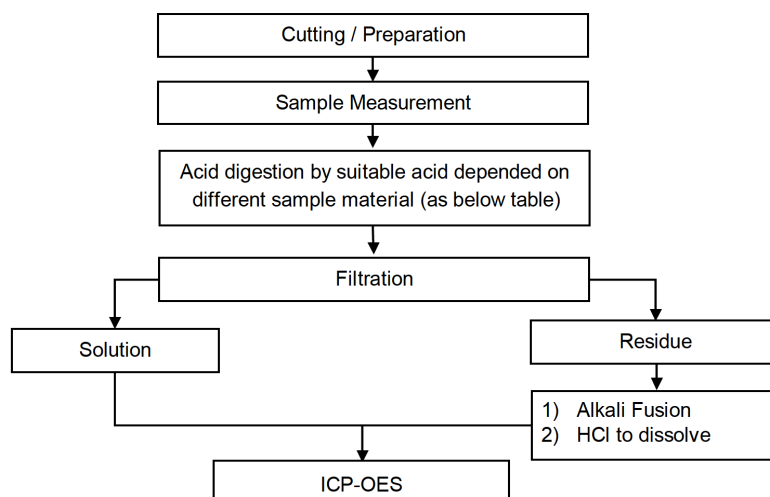 Cutting / Preparation
Sample Measurement
Acid digestion by suitable acid depended on
different sample material (as below table)
Filtration
Solution
Residue
1) Alkali Fusion
2) HCl to dissolve
ICP-OES